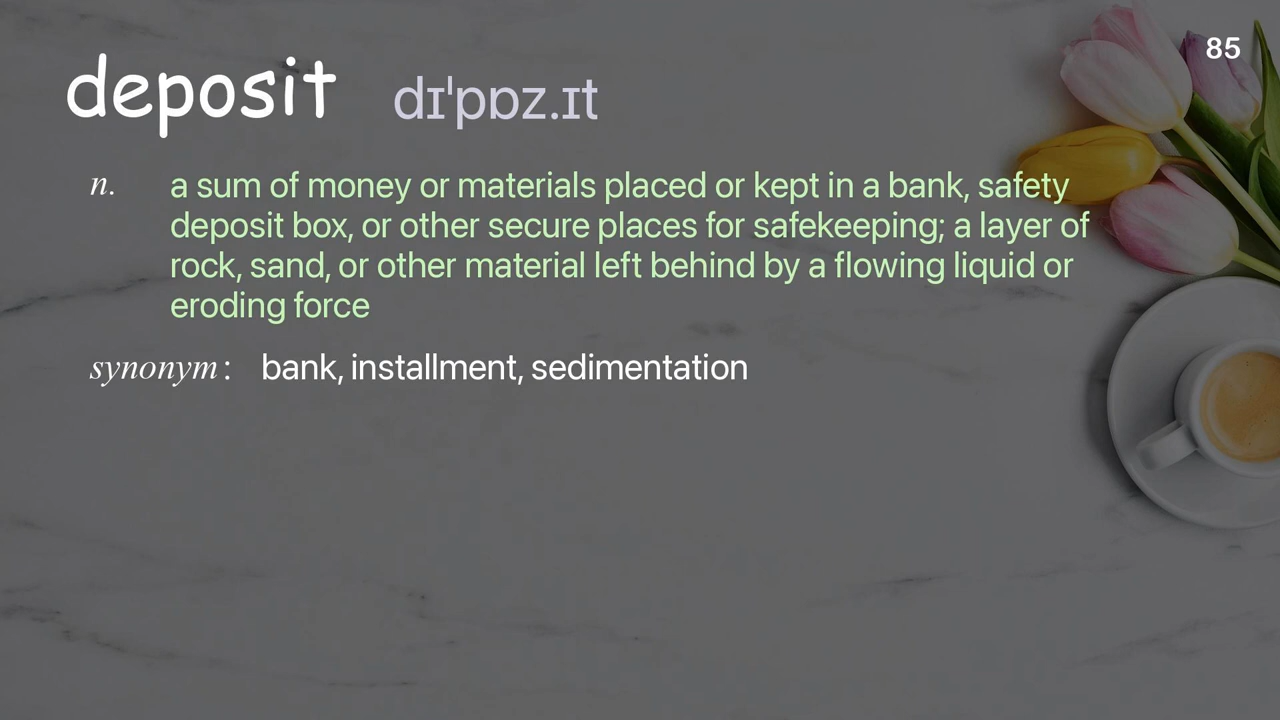 85
deposit dɪˈpɒz.ɪt
n. a sum of money or materials placed or kept in a bank, safety
deposit box, or other secure places for safekeeping; a layer of
rock, sand, or other material left behind by a flowing liquid or
eroding force
synonym: bank, installment, sedimentation